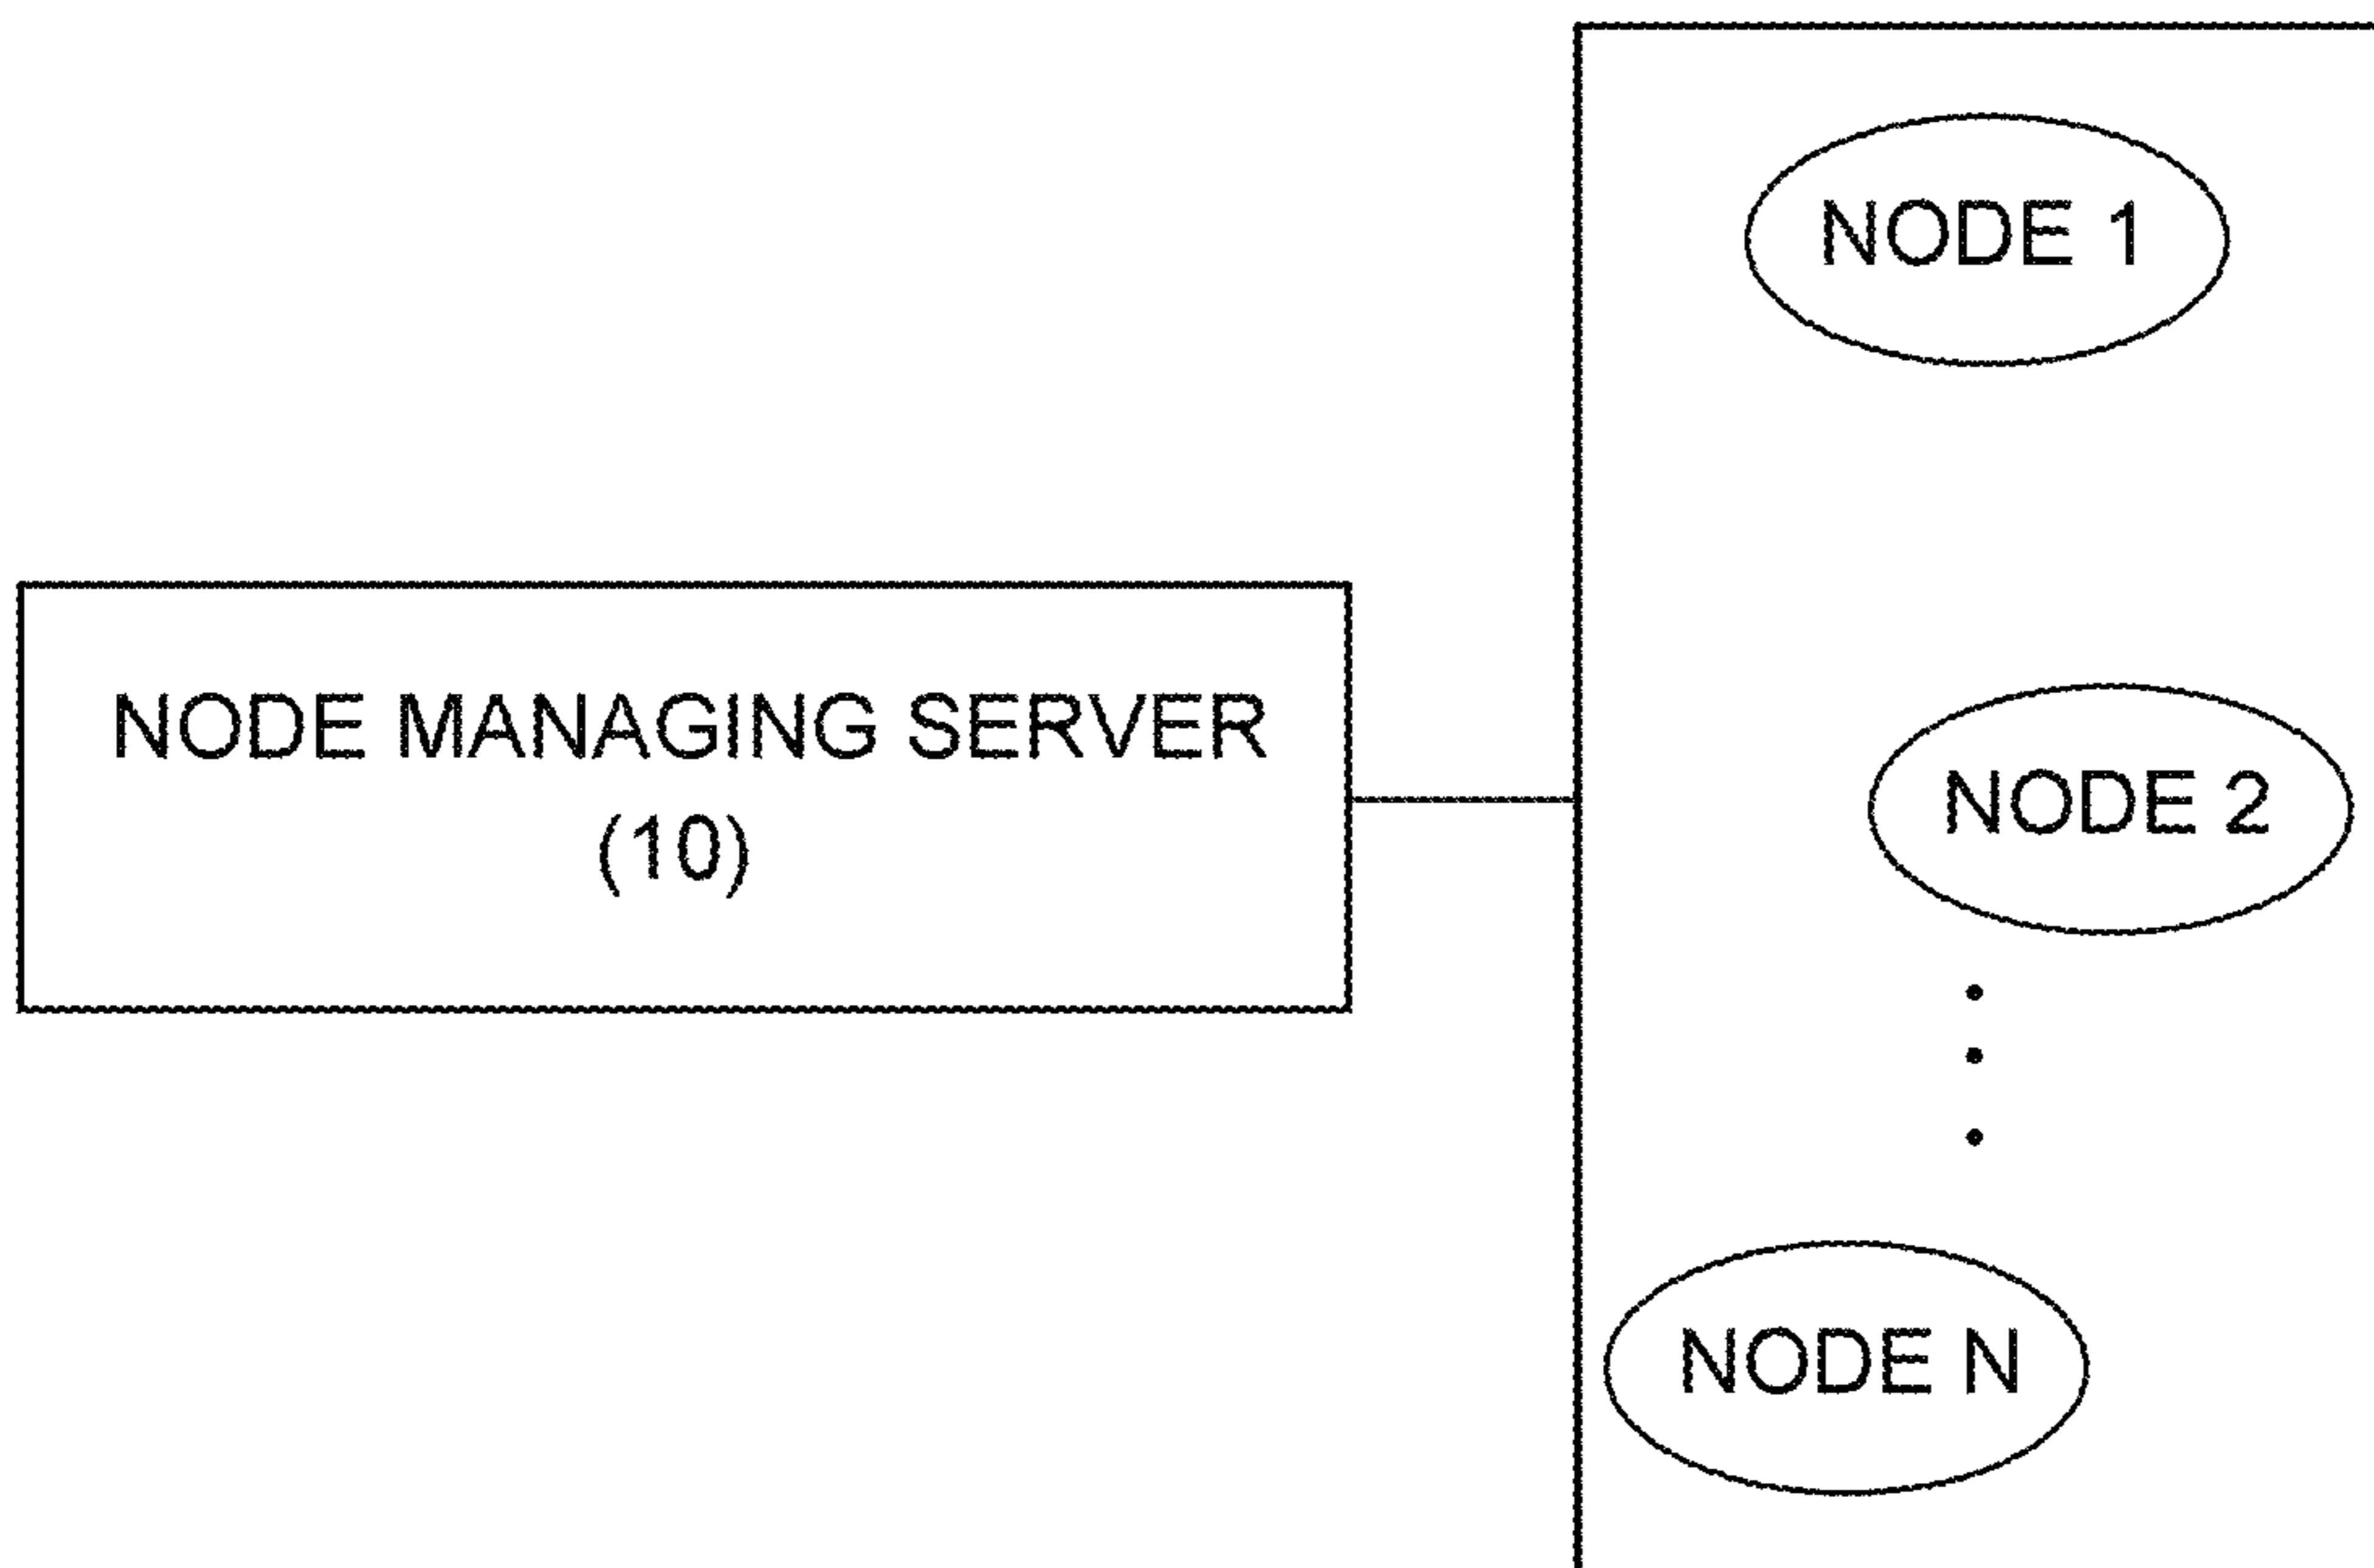 NODE 1
NODE MANAGING SERVER
(10)
NODE 2
NODE N